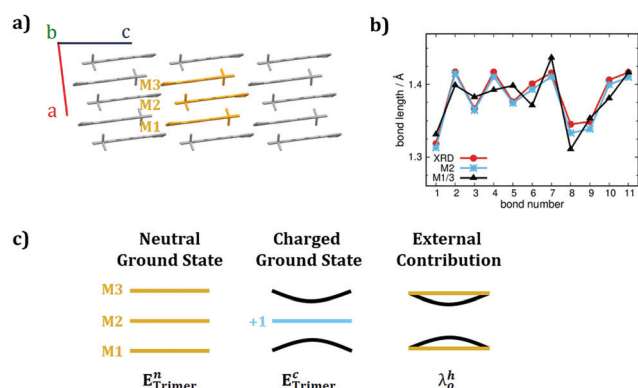 a)
b
c
a
M3
M2
M1
b)
bond length / Å
1.4
1.3
XRD
M2
M1/3
1 2 3 4 5 6 7 8 9 10 11
bond number
c)
Neutral Ground State
Charged Ground State
External Contribution
M3
M2
M1
+1
E^n_Trimer
E^c_Trimer
λ^h_o